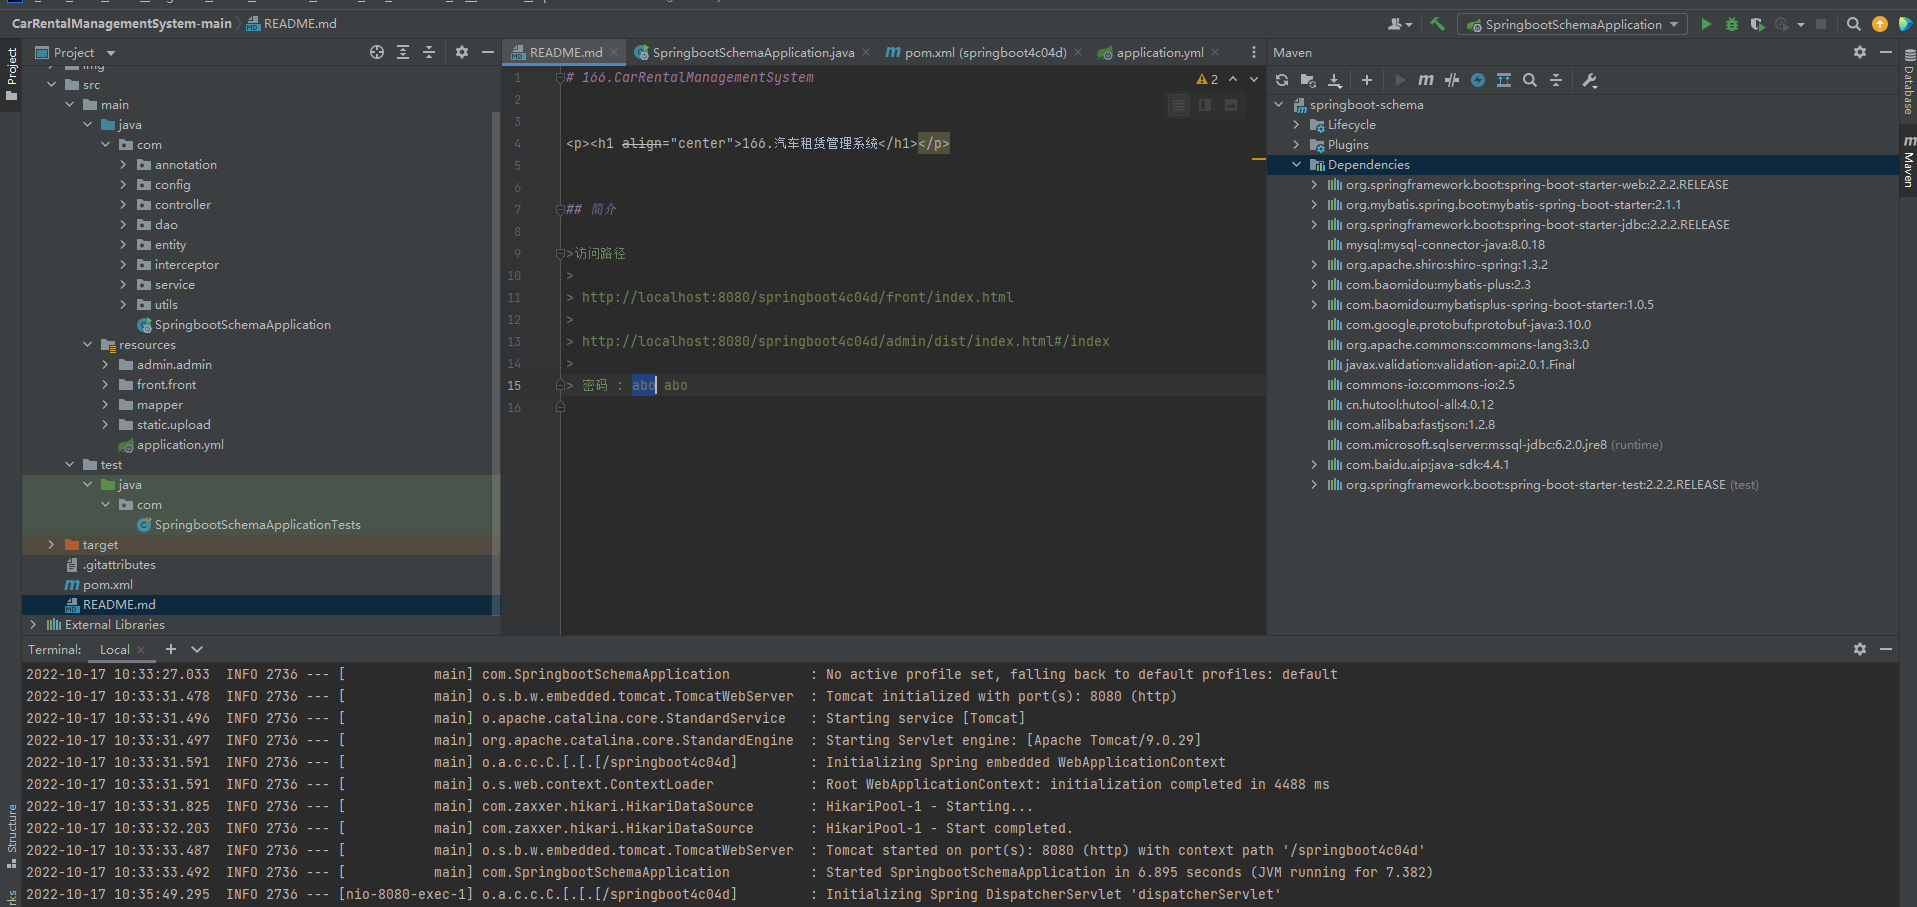 CarRentalManagementSystem-main
README.md
SpringbootSchemaApplication
Project
Project
README.md
SpringbootSchemaApplication.java
pom.xml (springboot4c04d)
application.yml
Maven
src
main
java
com
annotation
config
controller
dao
entity
interceptor
service
utils
SpringbootSchemaApplication
resources
admin.admin
front.front
mapper
static.upload
application.yml
test
java
com
SpringbootSchemaApplicationTests
target
.gitattributes
pom.xml
README.md
External Libraries
1 # 166.CarRentalManagementSystem
2
2
3
4 <p><h1 align="center">166.汽车租赁管理系统</h1></p>
5
6
7 ## 简介
8
9 >访问路径
10 >
11 > http://localhost:8080/springboot4c04d/front/index.html
12 >
13 > http://localhost:8080/springboot4c04d/admin/dist/index.html#/index
14 >
15 > 密码 : abo abo
16
springboot-schema
Lifecycle
Plugins
Dependencies
org.springframework.boot:spring-boot-starter-web:2.2.2.RELEASE
org.mybatis.spring.boot:mybatis-spring-boot-starter:2.1.1
org.springframework.boot:spring-boot-starter-jdbc:2.2.2.RELEASE
mysql:mysql-connector-java:8.0.18
org.apache.shiro:shiro-spring:1.3.2
com.baomidou:mybatis-plus:2.3
com.baomidou:mybatisplus-spring-boot-starter:1.0.5
com.google.protobuf:protobuf-java:3.10.0
org.apache.commons:commons-lang3:3.0
javax.validation:validation-api:2.0.1.Final
commons-io:commons-io:2.5
cn.hutool:hutool-all:4.0.12
com.alibaba:fastjson:1.2.8
com.microsoft.sqlserver:mssql-jdbc:6.2.0.jre8 (runtime)
com.baidu.aip:java-sdk:4.4.1
org.springframework.boot:spring-boot-starter-test:2.2.2.RELEASE (test)
Database
Maven
Terminal: Local
2022-10-17 10:33:27.033  INFO 2736 --- [           main] com.SpringbootSchemaApplication          : No active profile set, falling back to default profiles: default
2022-10-17 10:33:31.478  INFO 2736 --- [           main] o.s.b.w.embedded.tomcat.TomcatWebServer  : Tomcat initialized with port(s): 8080 (http)
2022-10-17 10:33:31.496  INFO 2736 --- [           main] o.apache.catalina.core.StandardService   : Starting service [Tomcat]
2022-10-17 10:33:31.497  INFO 2736 --- [           main] org.apache.catalina.core.StandardEngine  : Starting Servlet engine: [Apache Tomcat/9.0.29]
2022-10-17 10:33:31.591  INFO 2736 --- [           main] o.a.c.c.C.[.[.[/springboot4c04d]         : Initializing Spring embedded WebApplicationContext
2022-10-17 10:33:31.591  INFO 2736 --- [           main] o.s.web.context.ContextLoader            : Root WebApplicationContext: initialization completed in 4488 ms
2022-10-17 10:33:31.825  INFO 2736 --- [           main] com.zaxxer.hikari.HikariDataSource       : HikariPool-1 - Starting...
2022-10-17 10:33:32.203  INFO 2736 --- [           main] com.zaxxer.hikari.HikariDataSource       : HikariPool-1 - Start completed.
2022-10-17 10:33:33.487  INFO 2736 --- [           main] o.s.b.w.embedded.tomcat.TomcatWebServer  : Tomcat started on port(s): 8080 (http) with context path '/springboot4c04d'
2022-10-17 10:33:33.492  INFO 2736 --- [           main] com.SpringbootSchemaApplication          : Started SpringbootSchemaApplication in 6.895 seconds (JVM running for 7.382)
2022-10-17 10:35:49.295  INFO 2736 --- [nio-8080-exec-1] o.a.c.c.C.[.[.[/springboot4c04d]         : Initializing Spring DispatcherServlet 'dispatcherServlet'
Structure